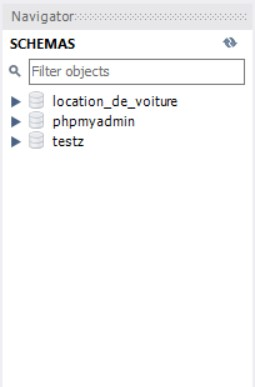 Navigator
SCHEMAS
Filter objects
location_de_voiture
phpmyadmin
testz